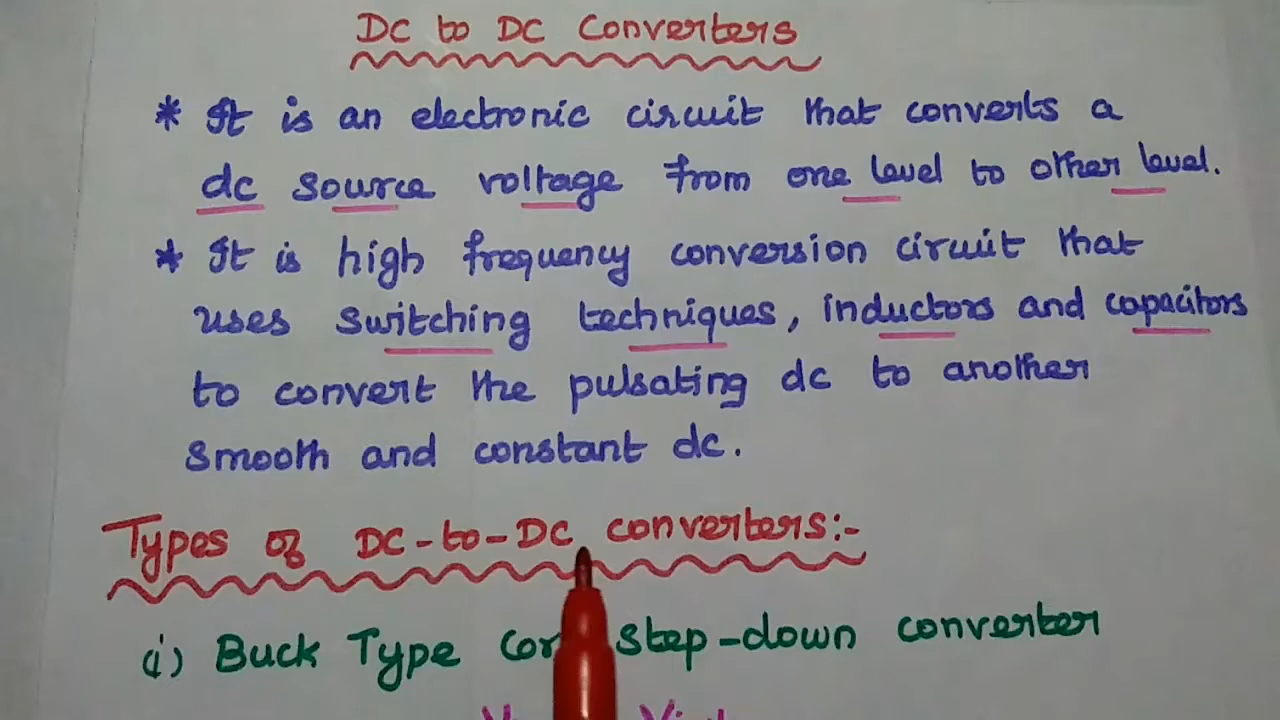 DC to DC Converters
* It is an electronic circuit that converts a
dc source voltage from one level to other level.
* It is high frequency conversion circuit that
uses switching techniques, inductors and capacitors
to convert the pulsating dc to another
smooth and constant dc.
Types of DC-to-DC converters:-
(i) Buck Type (or step-down converter